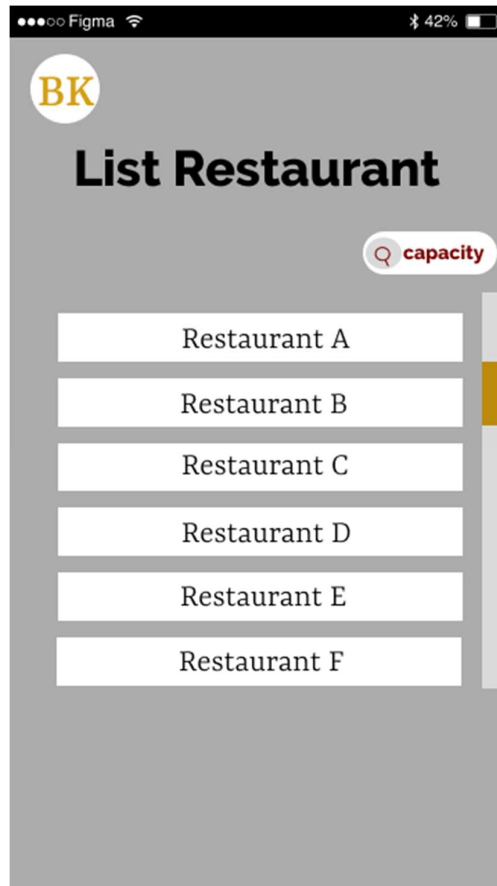 Figma 42%
BK
List Restaurant
capacity
Restaurant A
Restaurant B
Restaurant C
Restaurant D
Restaurant E
Restaurant F